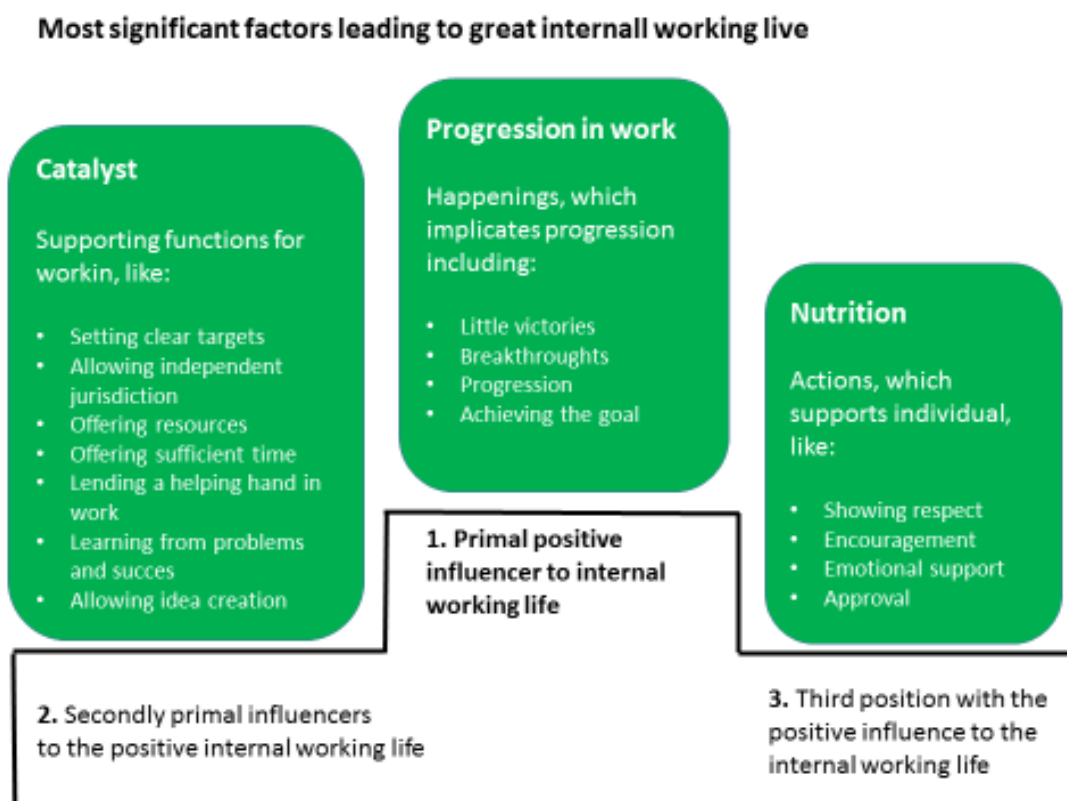 Most significant factors leading to great internall working live
Catalyst
Supporting functions for
workin, like:
• Setting clear targets
• Allowing independent
jurisdiction
• Offering resources
• Offering sufficient time
• Lending a helping hand in
work
• Learning from problems
and succes
• Allowing idea creation
Progression in work
Happenings, which
implicates progression
including:
• Little victories
• Breakthroughts
• Progression
• Achieving the goal
Nutrition
Actions, which
supports individual,
like:
• Showing respect
• Encouragement
• Emotional support
• Approval
1. Primal positive
influencer to internal
working life
2. Secondly primal influencers
to the positive internal working life
3. Third position with the
positive influence to the
internal working life